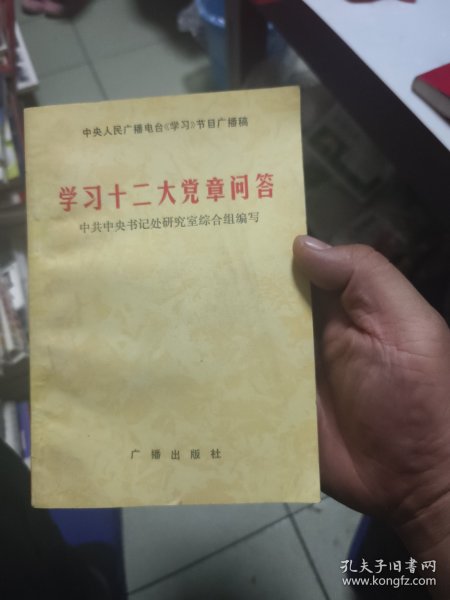 中央人民广播电台《学习》节目广播稿
学习十二大党章问答
中共中央书记处研究室综合组编写
广播出版社
孔夫子旧书网
www.kongfz.com